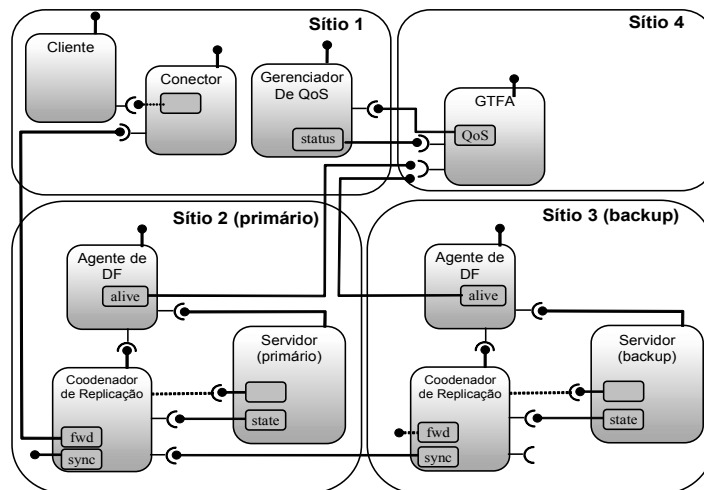 Sítio 1
Cliente
Conector
Gerenciador
De QoS
status
Sítio 4
GTFA
QoS
Sítio 2 (primário)
Agente de
DF
alive
Servidor
(primário)
Coodenador
de Replicação
state
fwd
sync
Sítio 3 (backup)
Agente de
DF
alive
Servidor
(backup)
Coodenador
de Replicação
state
fwd
sync